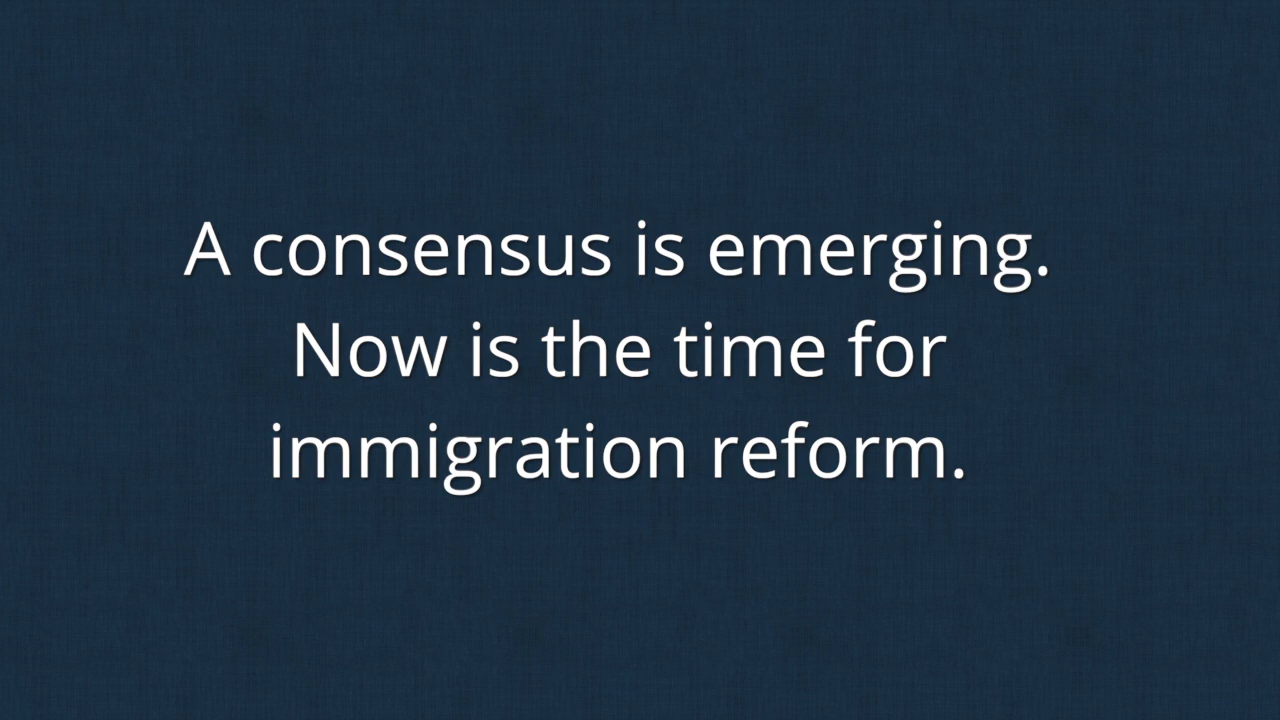 A consensus is emerging.
Now is the time for
immigration reform.